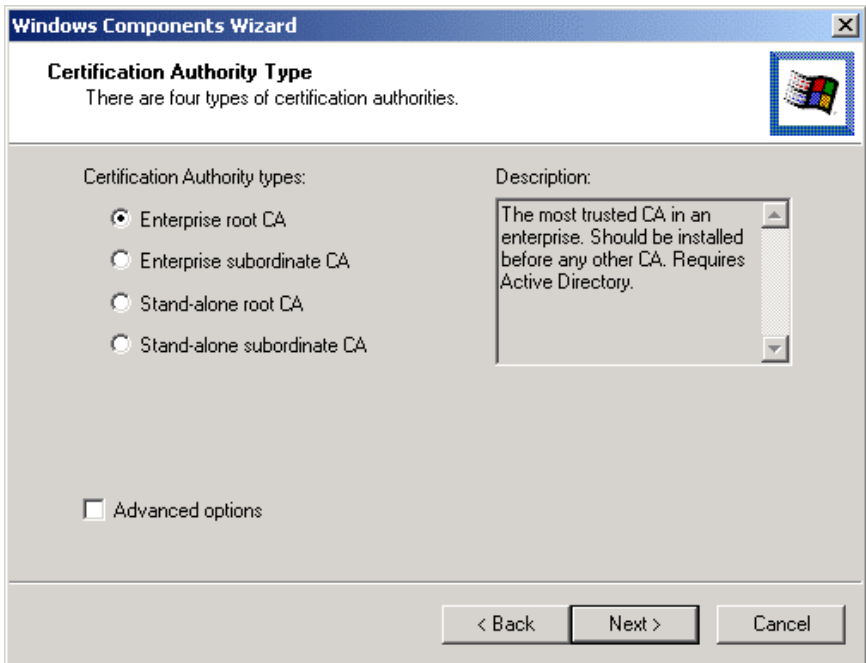 Windows Components Wizard
Certification Authority Type
There are four types of certification authorities.
Certification Authority types:
Enterprise root CA
Enterprise subordinate CA
Stand-alone root CA
Stand-alone subordinate CA
Description:
The most trusted CA in an
enterprise. Should be installed
before any other CA. Requires
Active Directory.
Advanced options
< Back
Next >
Cancel